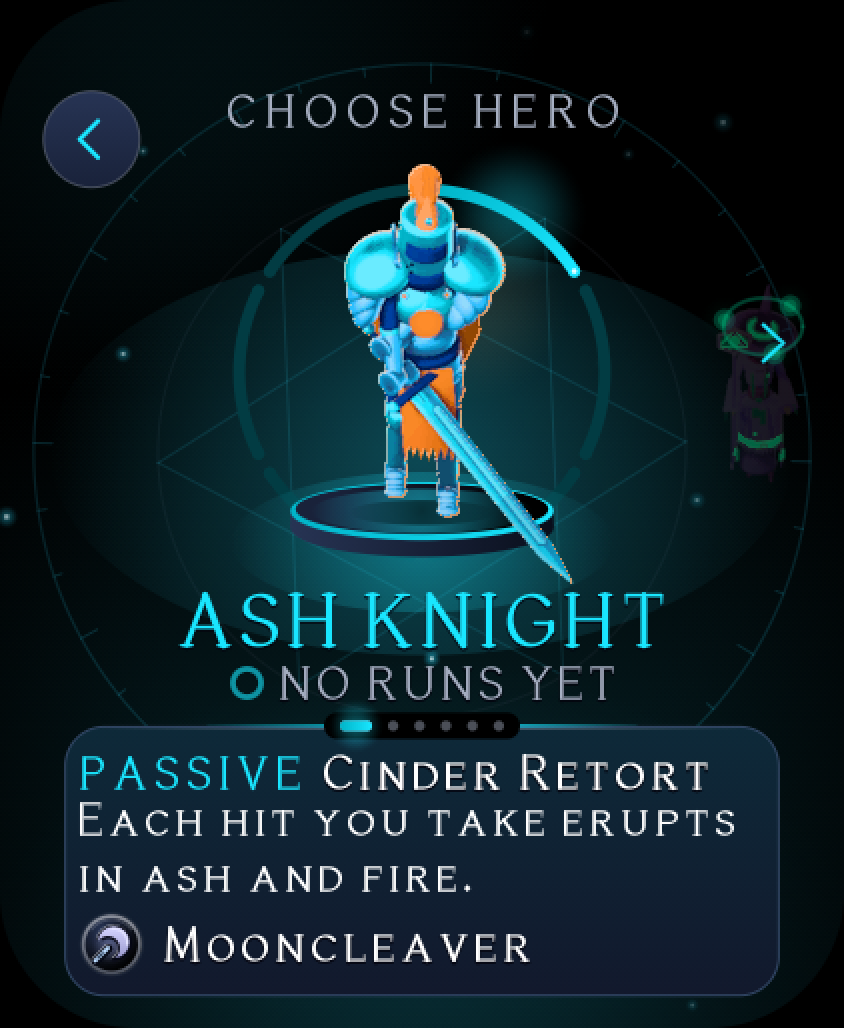 CHOOSE HERO
ASH KNIGHT
NO RUNS YET
PASSIVE Cinder Retort
Each hit you take erupts
in ash and fire.
Mooncleaver